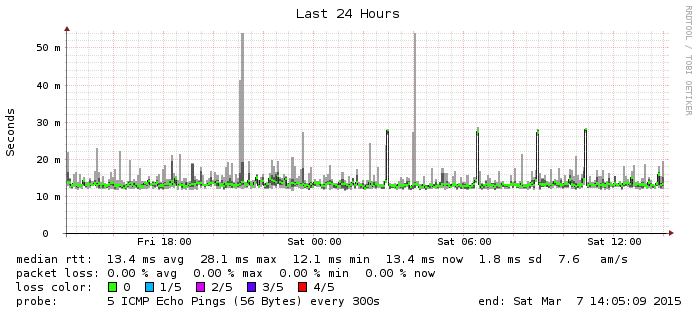 Last 24 Hours
RRDTOOL / TOBI OETIKER
Seconds
50 m
40 m
30 m
20 m
10 m
0
Fri 18:00 Sat 00:00 Sat 06:00 Sat 12:00
median rtt: 13.4 ms avg 28.1 ms max 12.1 ms min 13.4 ms now 1.8 ms sd 7.6 am/s
packet loss: 0.00 % avg 0.00 % max 0.00 % min 0.00 % now
loss color: 0 1/5 2/5 3/5 4/5
probe: 5 ICMP Echo Pings (56 Bytes) every 300s end: Sat Mar 7 14:05:09 2015